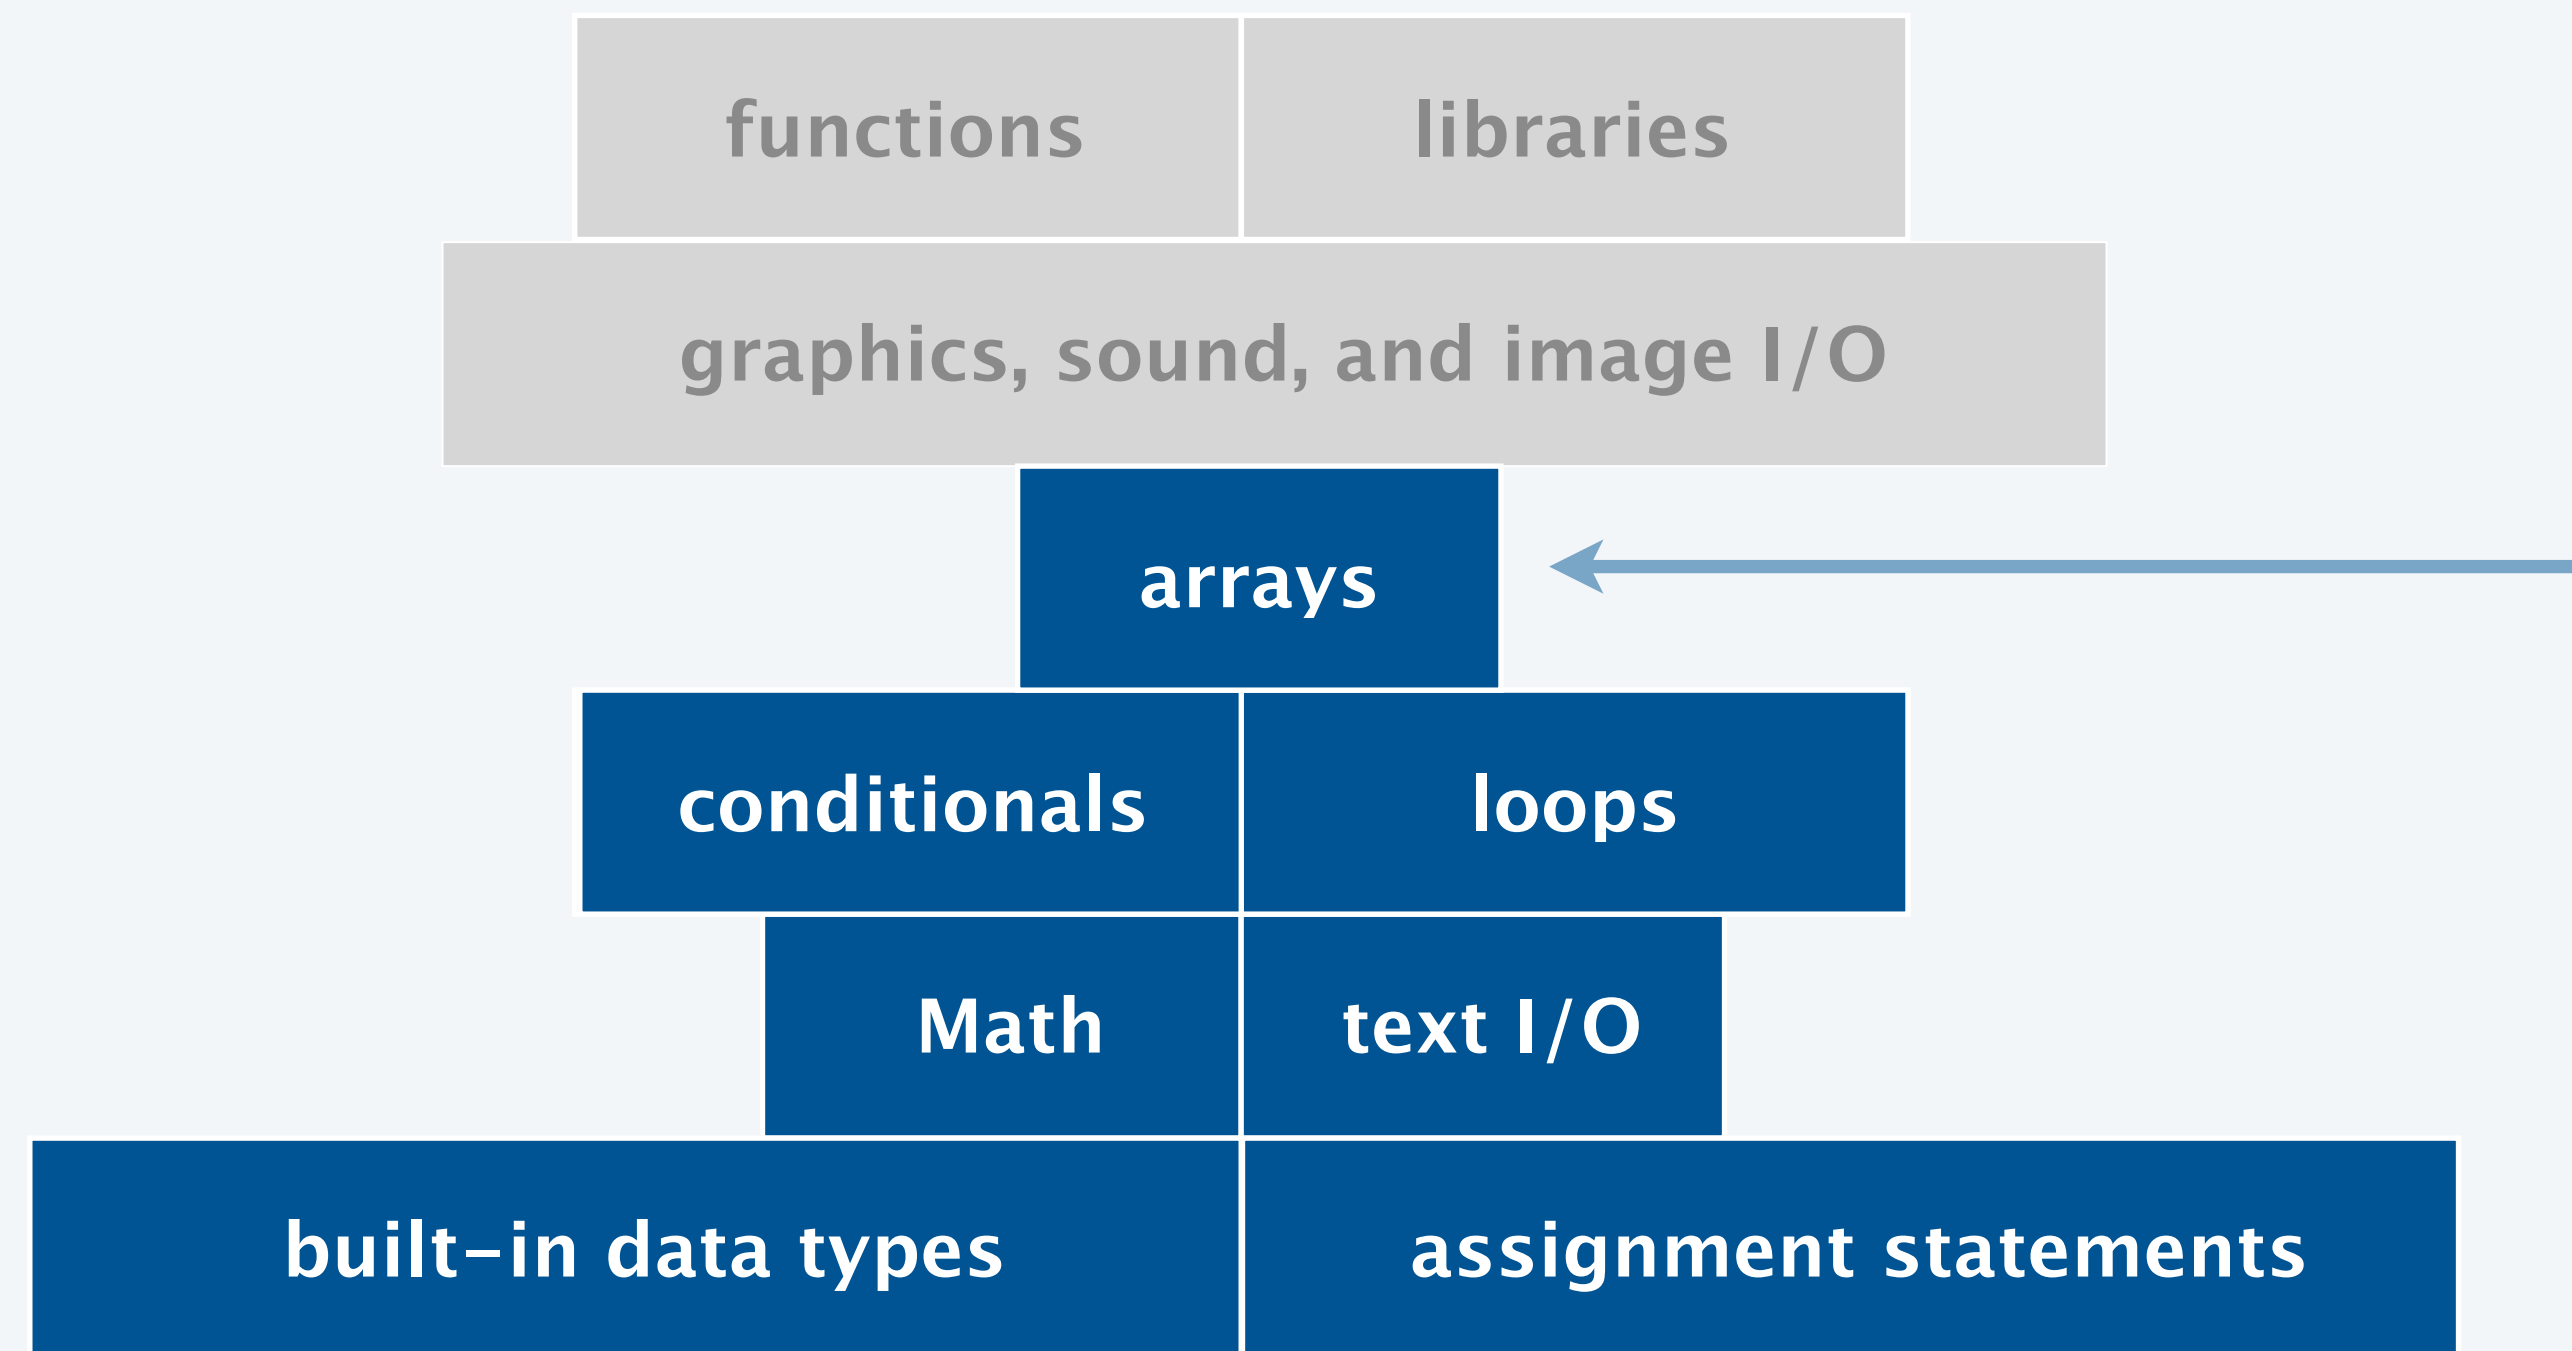 functions libraries
graphics, sound, and image I/O
arrays
conditionals loops
Math text I/O
built-in data types assignment statements